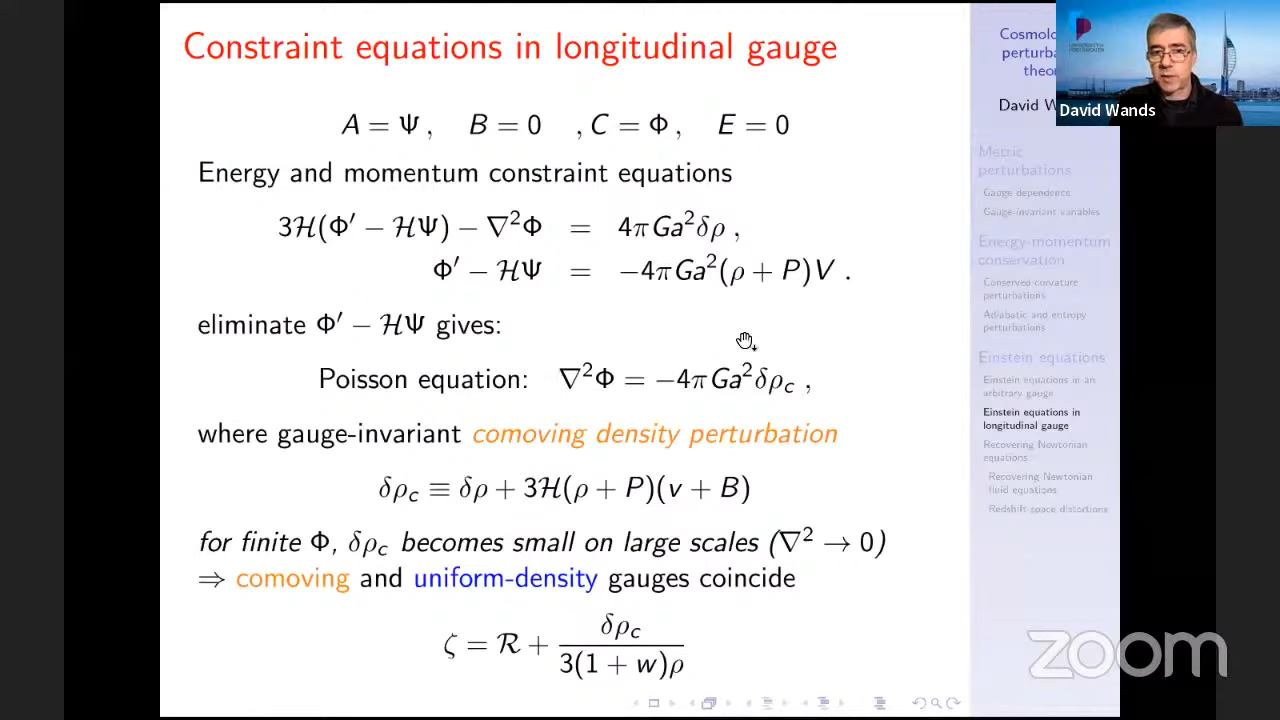 Constraint equations in longitudinal gauge
A = Ψ ,    B = 0    , C = Φ ,    E = 0
Energy and momentum constraint equations
3ℋ(Φ′ − ℋΨ) − ∇²Φ  =  4πGa²δρ ,
Φ′ − ℋΨ  =  −4πGa²(ρ + P)V .
eliminate Φ′ − ℋΨ gives:
Poisson equation:   ∇²Φ = −4πGa²δρ_c ,
where gauge-invariant comoving density perturbation
δρ_c ≡ δρ + 3ℋ(ρ + P)(v + B)
for finite Φ, δρ_c becomes small on large scales (∇² → 0)
⇒ comoving and uniform-density gauges coincide
ζ = ℛ + δρ_c / 3(1 + w)ρ
Cosmolo
perturba
theo
David W
Metric
perturbations
Gauge dependence
Gauge-invariant variables
Energy-momentum
conservation
Conserved curvature
perturbations
Adiabatic and entropy
perturbations
Einstein equations
Einstein equations in an
arbitrary gauge
Einstein equations in
longitudinal gauge
Recovering Newtonian
equations
Recovering Newtonian
fluid equations
Redshift-space distortions
David Wands
zoom